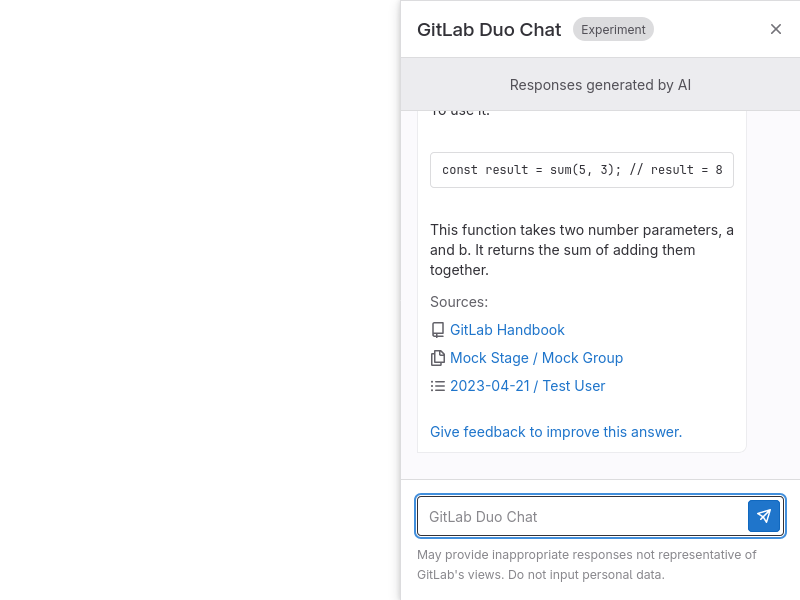 GitLab Duo Chat
Experiment
Responses generated by AI
To use it:
const result = sum(5, 3); // result = 8
This function takes two number parameters, a
and b. It returns the sum of adding them
together.
Sources:
GitLab Handbook
Mock Stage / Mock Group
2023-04-21 / Test User
Give feedback to improve this answer.
GitLab Duo Chat
May provide inappropriate responses not representative of
GitLab's views. Do not input personal data.